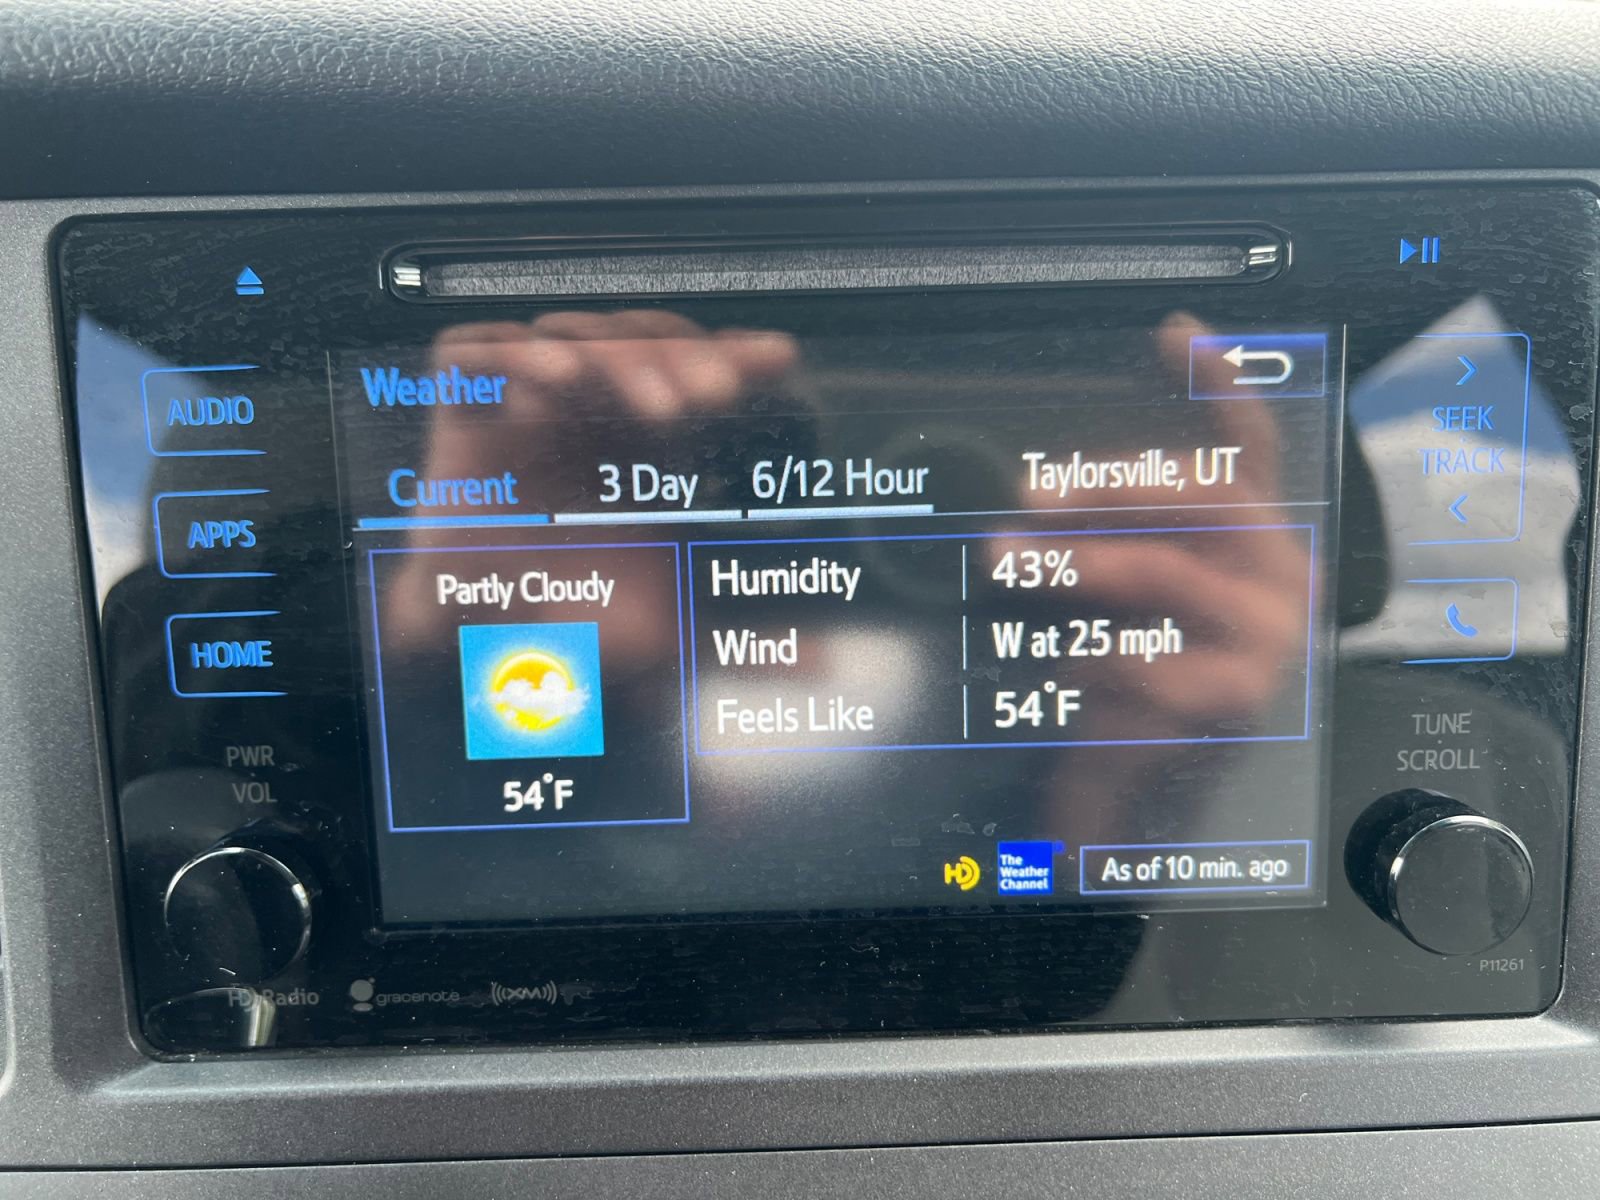 AUDIO
APPS
HOME
PWR
VOL
Weather
Current
3 Day
6/12 Hour
Taylorsville, UT
Partly Cloudy
54°F
Humidity 43%
Wind W at 25 mph
Feels Like 54°F
HD
The
Weather
Channel
As of 10 min. ago
SEEK
TRACK
TUNE
SCROLL
P11261
HD Radio
gracenote
((XM))